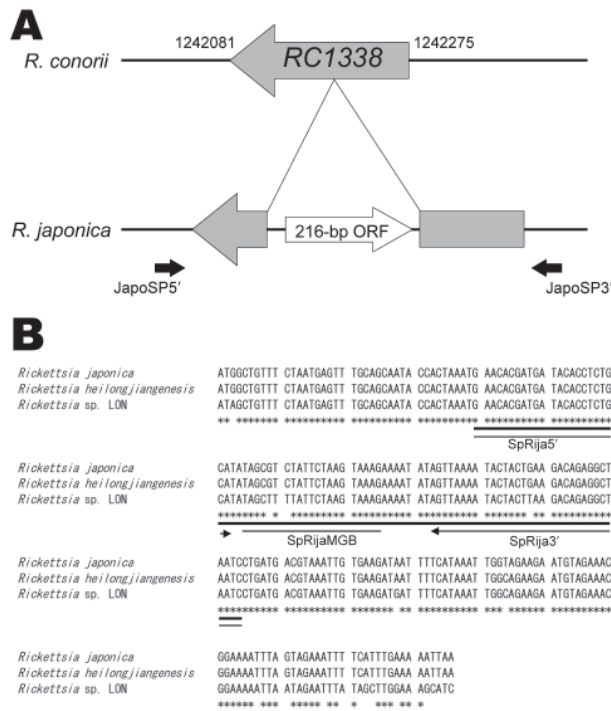 A
1242081 1242275
RC1338
R. conorii
R. japonica
216-bp ORF
JapoSP5′ JapoSP3′
B
Rickettsia japonica ATGGCTGTTT CTAATGAGTT TGCAGCAATA CCACTAAATG AACACGATGA TACACCTCTG
Rickettsia heilongjiangenesis ATGGCTGTTT CTAATGAGTT TGCAGCAATA CCACTAAATG AACACGATGA TACACCTCTG
Rickettsia sp. LON ATAGCTGTTT CTAATGAGTT TGCAGCAATA CCACTAAATG AACACGATGA TACACCTCTG
** ******* ********** ********** ********** ********** **********
SpRija5′
Rickettsia japonica CATATAGCGT CTATTCTAAG TAAAGAAAAT ATAGTTAAAA TACTACTGAA GACAGAGGCT
Rickettsia heilongjiangenesis CATATAGCGT CTATTCTAAG TAAAGAAAAT ATAGTTAAAA TACTACTGAA GACAGAGGCT
Rickettsia sp. LON CATATAGCTT TTATTCTAAG TAAAGAAAAT ATAGTTAAAA TACTACTTAA GACAGAGGCT
******** * ********* ********** ********** ******* ** **********
SpRijaMGB SpRija3′
Rickettsia japonica AATCCTGATG ACGTAAATTG TGAAGATAAT TTTCATAAAT TGGTAGAAGA ATGTAGAAAC
Rickettsia heilongjiangenesis AATCCTGATG ACGTAAATTG TGAAGATAAT TTTCATAAAT TGGCAGAAGA ATGTAGAAAC
Rickettsia sp. LON AATCCTGATG ACGTAAATTG TGAAGATGAT TTTCATAAAT TGGCAGAAGA ATGTAGAAAC
********** ********** ******* ** ********** *** ****** **********
Rickettsia japonica GGAAAATTTA GTAGAAATTT TCATTTGAAA AATTAA
Rickettsia heilongjiangenesis GGAAAATTTA GTAGAAATTT TCATTTGAAA AATTAA
Rickettsia sp. LON GGAAAAATTA ATAGAATTTA TAGCTTGGAA AGCATC
****** *** ***** ** * *** ** *